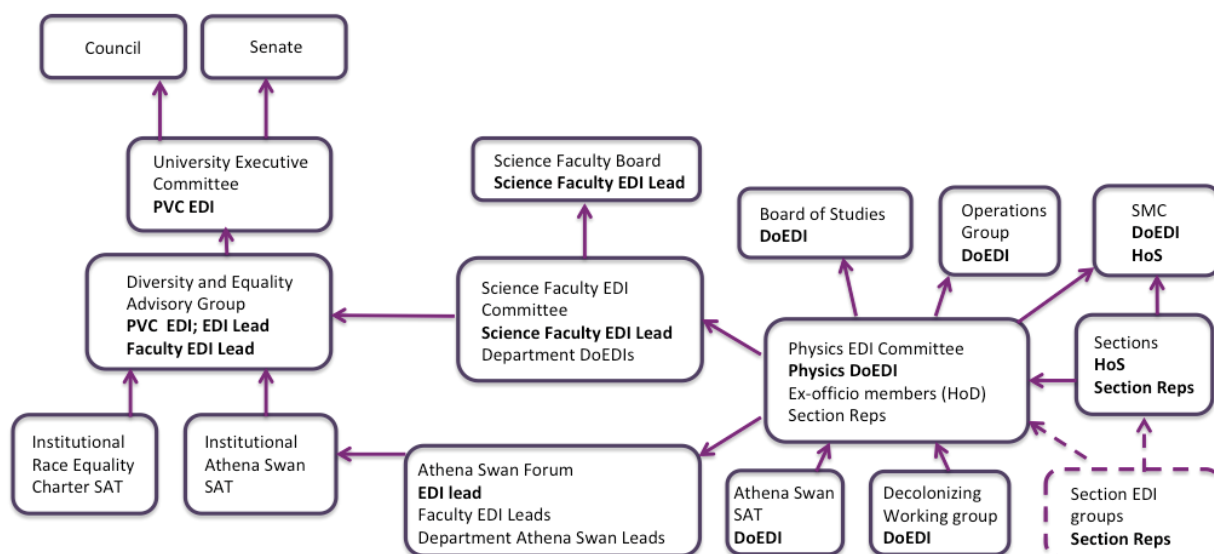 Council
Senate
University Executive
Committee
PVC EDI
Science Faculty Board
Science Faculty EDI Lead
Board of Studies
DoEDI
Operations
Group
DoEDI
SMC
DoEDI
HoS
Diversity and Equality
Advisory Group
PVC  EDI; EDI Lead
Faculty EDI Lead
Science Faculty EDI
Committee
Science Faculty EDI Lead
Department DoEDIs
Physics EDI Committee
Physics DoEDI
Ex-officio members (HoD)
Section Reps
Sections
HoS
Section Reps
Institutional
Race Equality
Charter SAT
Institutional
Athena Swan
SAT
Athena Swan Forum
EDI lead
Faculty EDI Leads
Department Athena Swan Leads
Athena Swan
SAT
DoEDI
Decolonizing
Working group
DoEDI
Section EDI
groups
Section Reps